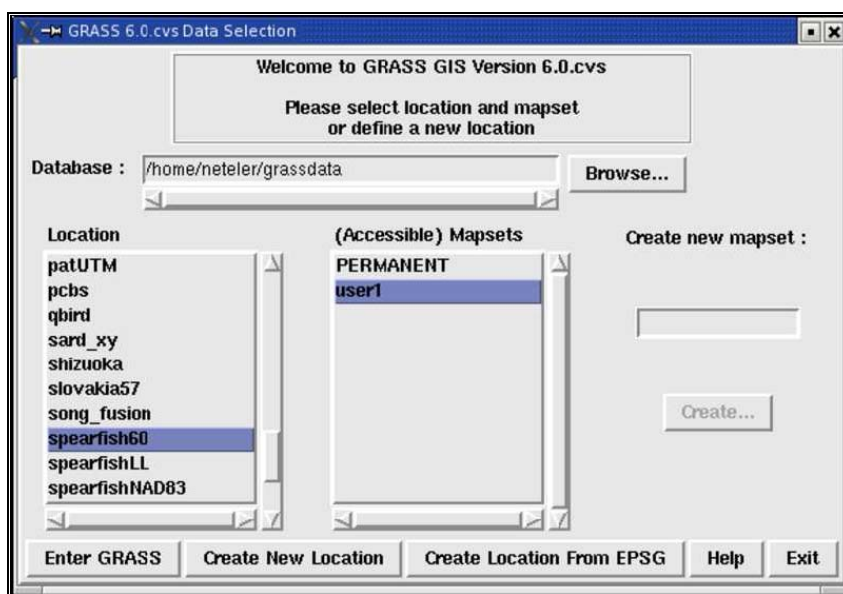 GRASS 6.0.cvs Data Selection
Welcome to GRASS GIS Version 6.0.cvs
Please select location and mapset
or define a new location
Database :
/home/neteler/grassdata
Browse...
Location
patUTM
pcbs
qbird
sard_xy
shizuoka
slovakia57
song_fusion
spearfish60
spearfishLL
spearfishNAD83
(Accessible) Mapsets
PERMANENT
user1
Create new mapset :
Create...
Enter GRASS
Create New Location
Create Location From EPSG
Help
Exit